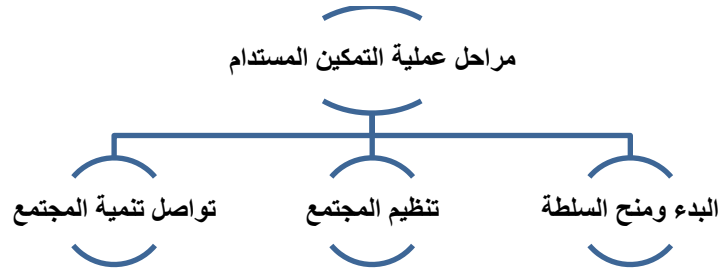 مراحل عملية التمكين المستدام
البدء ومنح السلطة
تنظيم المجتمع
تواصل تنمية المجتمع